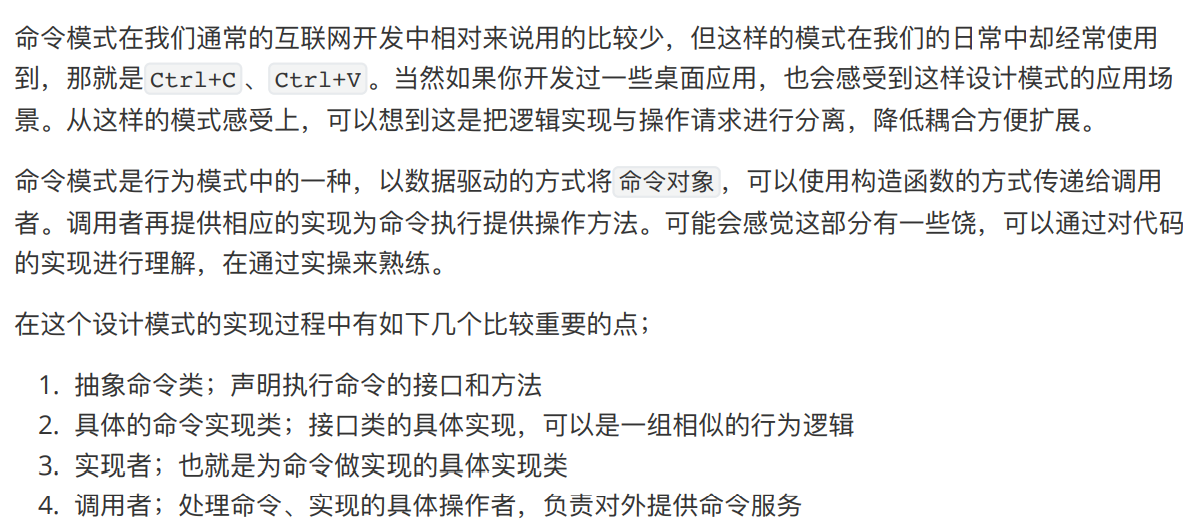 命令模式在我们通常的互联网开发中相对来说用的比较少，但这样的模式在我们的日常中却经常使用
到，那就是 Ctrl+C 、 Ctrl+V 。当然如果你开发过一些桌面应用，也会感受到这样设计模式的应用场
景。从这样的模式感受上，可以想到这是把逻辑实现与操作请求进行分离，降低耦合方便扩展。
命令模式是行为模式中的一种，以数据驱动的方式将 命令对象 ，可以使用构造函数的方式传递给调用
者。调用者再提供相应的实现为命令执行提供操作方法。可能会感觉这部分有一些饶，可以通过对代码
的实现进行理解，在通过实操来熟练。
在这个设计模式的实现过程中有如下几个比较重要的点；
1. 抽象命令类；声明执行命令的接口和方法
2. 具体的命令实现类；接口类的具体实现，可以是一组相似的行为逻辑
3. 实现者；也就是为命令做实现的具体实现类
4. 调用者；处理命令、实现的具体操作者，负责对外提供命令服务